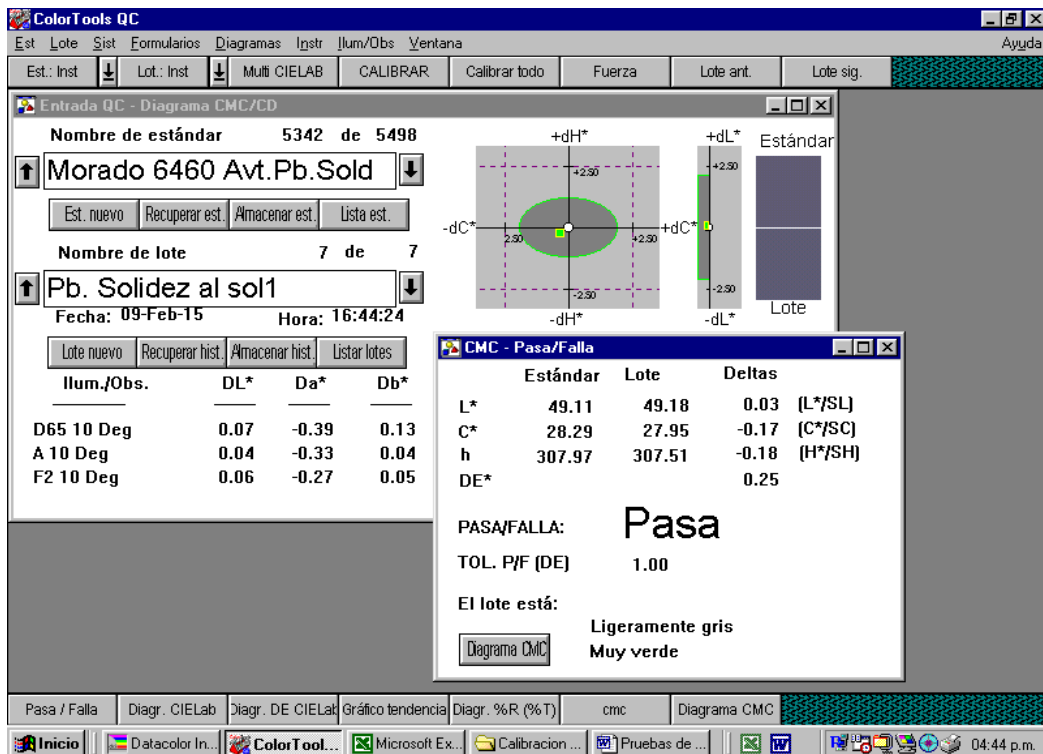 ColorTools QC
Est Lote Sist Formularios Diagramas Instr Ilum/Obs Ventana Ayuda
Est.: Inst Lot.: Inst Multi CIELAB CALIBRAR Calibrar todo Fuerza Lote ant. Lote sig.
Entrada QC - Diagrama CMC/CD
Nombre de estándar 5342 de 5498
Morado 6460 Avt.Pb.Sold
Est. nuevo Recuperar est. Almacenar est. Lista est.
Nombre de lote 7 de 7
Pb. Solidez al sol1
Fecha: 09-Feb-15 Hora: 16:44:24
Lote nuevo Recuperar hist. Almacenar hist. Listar lotes
Ilum./Obs. DL* Da* Db*
D65 10 Deg 0.07 -0.39 0.13
A 10 Deg 0.04 -0.33 0.04
F2 10 Deg 0.06 -0.27 0.05
+dH* +dL* Estándar
+2.50 +2.50
-dC* +dC*
2.50 +2.50
-2.50 -2.50
-dH* -dL* Lote
CMC - Pasa/Falla
Estándar Lote Deltas
L* 49.11 49.18 0.03 (L*/SL)
C* 28.29 27.95 -0.17 (C*/SC)
h 307.97 307.51 -0.18 (H*/SH)
DE* 0.25
PASA/FALLA: Pasa
TOL. P/F (DE) 1.00
El lote está:
Ligeramente gris
Diagrama CMC Muy verde
Pasa / Falla Diagr. CIELab Diagr. DE CIELab Gráfico tendencia Diagr. %R (%T) cmc Diagrama CMC
Inicio Datacolor In... ColorTool... Microsoft Ex... Calibracion ... Pruebas de ... 04:44 p.m.